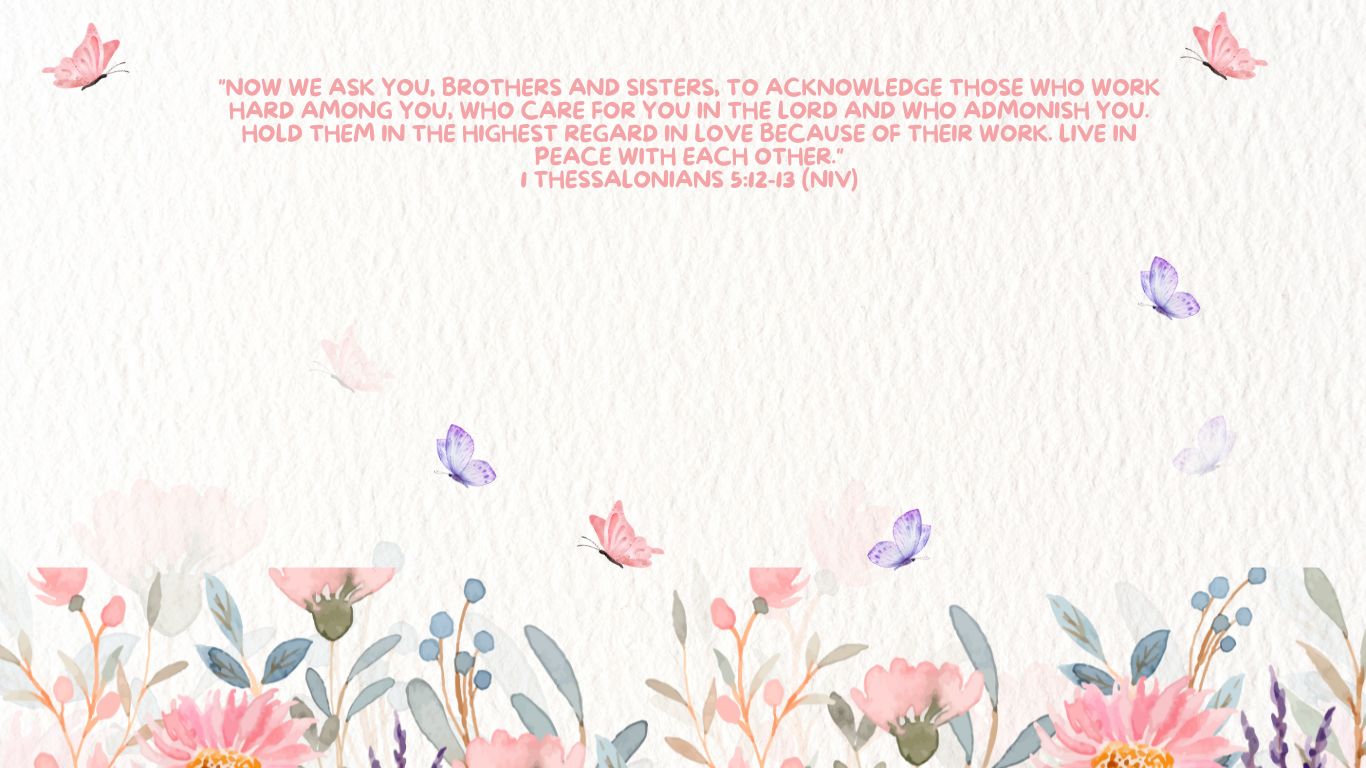 "NOW WE ASK YOU, BROTHERS AND SISTERS, TO ACKNOWLEDGE THOSE WHO WORK
HARD AMONG YOU, WHO CARE FOR YOU IN THE LORD AND WHO ADMONISH YOU.
HOLD THEM IN THE HIGHEST REGARD IN LOVE BECAUSE OF THEIR WORK. LIVE IN
PEACE WITH EACH OTHER."
1 THESSALONIANS 5:12-13 (NIV)